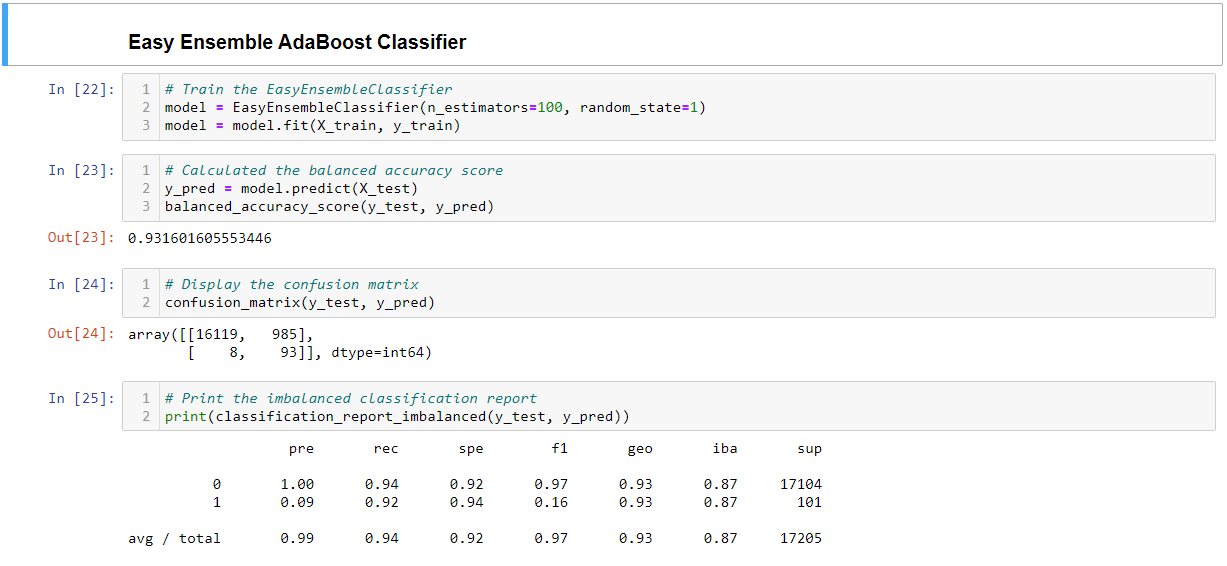 Easy Ensemble AdaBoost Classifier
In [22]: 1 # Train the EasyEnsembleClassifier
2 model = EasyEnsembleClassifier(n_estimators=100, random_state=1)
3 model = model.fit(X_train, y_train)
In [23]: 1 # Calculated the balanced accuracy score
2 y_pred = model.predict(X_test)
3 balanced_accuracy_score(y_test, y_pred)
Out[23]: 0.931601605553446
In [24]: 1 # Display the confusion matrix
2 confusion_matrix(y_test, y_pred)
Out[24]: array([[16119, 985],
[ 8, 93]], dtype=int64)
In [25]: 1 # Print the imbalanced classification report
2 print(classification_report_imbalanced(y_test, y_pred))
pre rec spe f1 geo iba sup
0 1.00 0.94 0.92 0.97 0.93 0.87 17104
1 0.09 0.92 0.94 0.16 0.93 0.87 101
avg / total 0.99 0.94 0.92 0.97 0.93 0.87 17205